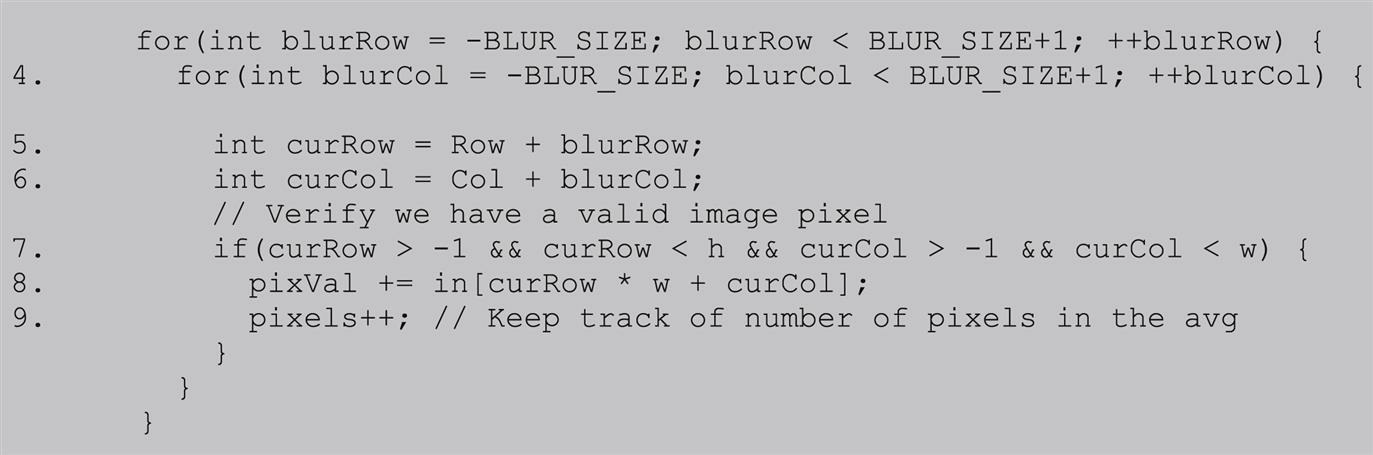 for(int blurRow = -BLUR_SIZE; blurRow < BLUR_SIZE+1; ++blurRow) {
4. for(int blurCol = -BLUR_SIZE; blurCol < BLUR_SIZE+1; ++blurCol) {
5. int curRow = Row + blurRow;
6. int curCol = Col + blurCol;
// Verify we have a valid image pixel
7. if(curRow > -1 && curRow < h && curCol > -1 && curCol < w) {
8. pixVal += in[curRow * w + curCol];
9. pixels++; // Keep track of number of pixels in the avg
}
}
}